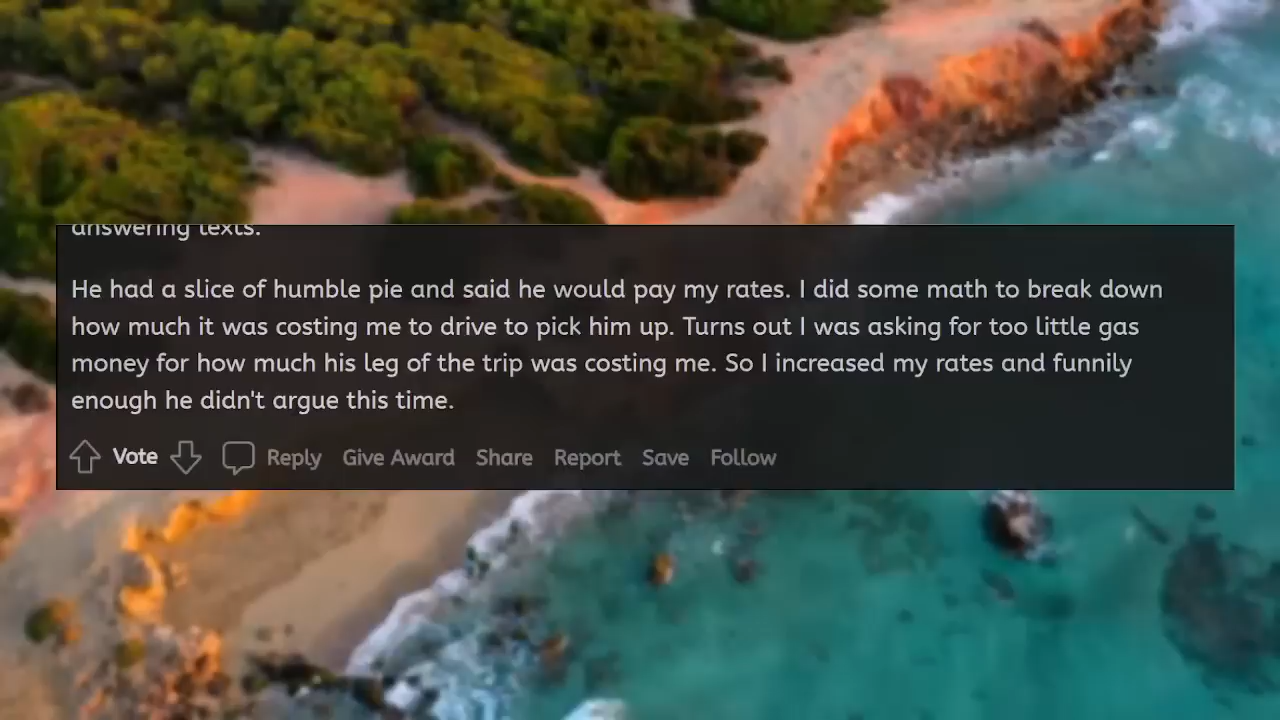 answering texts.
He had a slice of humble pie and said he would pay my rates. I did some math to break down
how much it was costing me to drive to pick him up. Turns out I was asking for too little gas
money for how much his leg of the trip was costing me. So I increased my rates and funnily
enough he didn't argue this time.
Vote Reply Give Award Share Report Save Follow